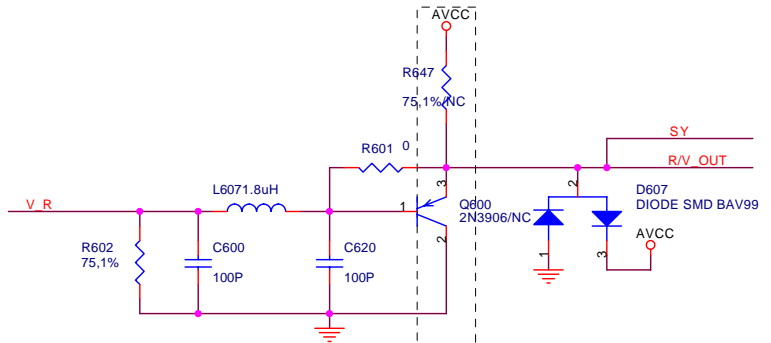 AVCC
R647
75,1%/NC
R601
0
SY
R/V_OUT
L6071.8uH
3
2
D607
DIODE SMD BAV99
V_R
1
Q600
2N3906/NC
AVCC
R602
75,1%
C600
100P
C620
100P
2
1
3